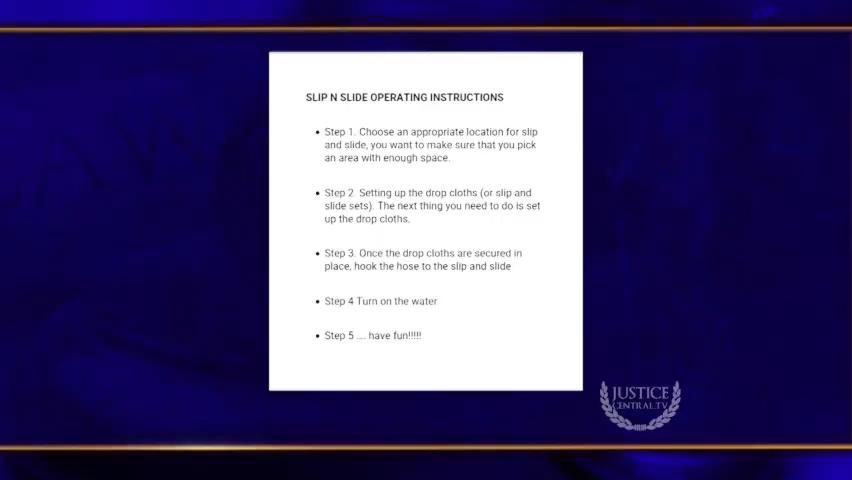 SLIP N SLIDE OPERATING INSTRUCTIONS
• Step 1. Choose an appropriate location for slip
and slide, you want to make sure that you pick
an area with enough space.
• Step 2. Setting up the drop cloths (or slip and
slide sets). The next thing you need to do is set
up the drop cloths.
• Step 3. Once the drop cloths are secured in
place, hook the hose to the slip and slide
• Step 4 Turn on the water
• Step 5 .... have fun!!!!!
JUSTICE
CENTRAL.TV